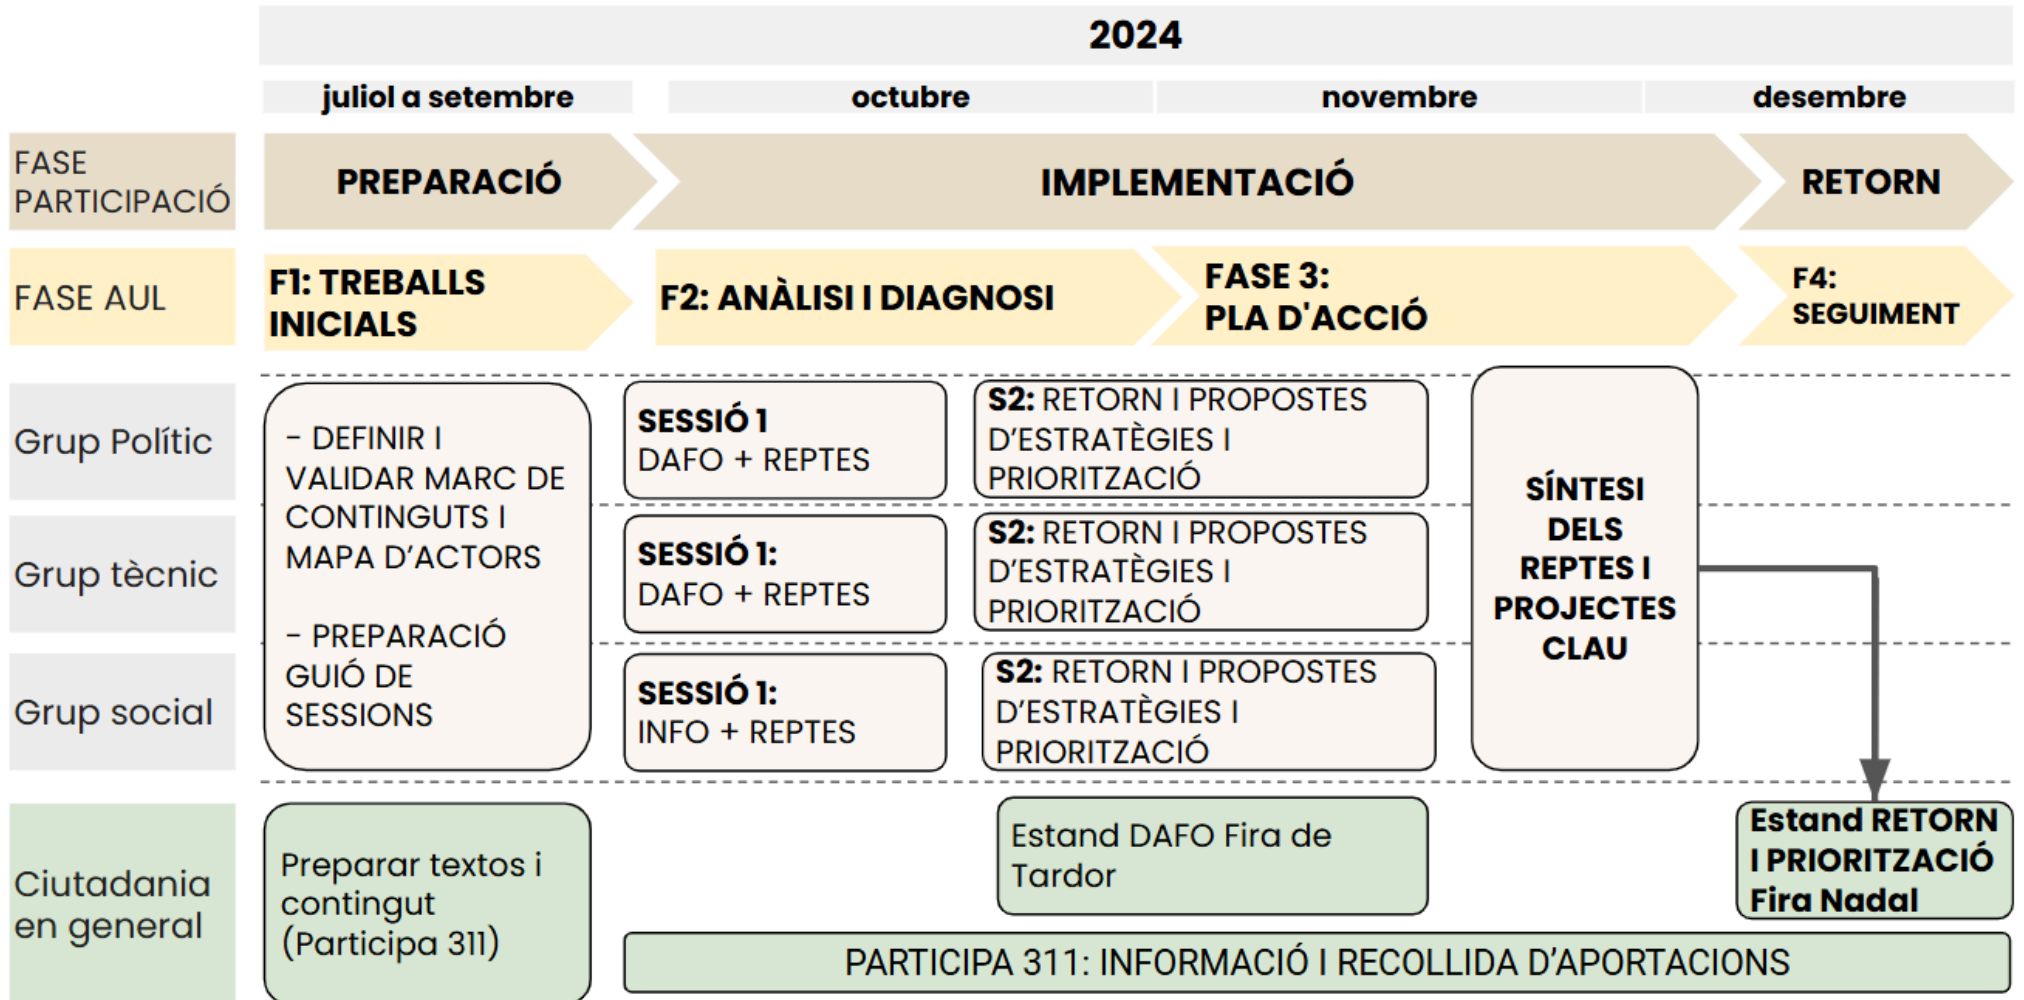 2024
juliol a setembre
octubre
novembre
desembre
FASE
PARTICIPACIÓ
PREPARACIÓ
IMPLEMENTACIÓ
RETORN
FASE AUL
F1: TREBALLS
INICIALS
F2: ANÀLISI I DIAGNOSI
FASE 3:
PLA D'ACCIÓ
F4:
SEGUIMENT
Grup Polític
Grup tècnic
Grup social
- DEFINIR I
VALIDAR MARC DE
CONTINGUTS I
MAPA D'ACTORS
- PREPARACIÓ
GUIÓ DE
SESSIONS
SESSIÓ 1
DAFO + REPTES
S2: RETORN I PROPOSTES
D'ESTRATÈGIES I
PRIORITZACIÓ
SESSIÓ 1:
DAFO + REPTES
S2: RETORN I PROPOSTES
D'ESTRATÈGIES I
PRIORITZACIÓ
SESSIÓ 1:
INFO + REPTES
S2: RETORN I PROPOSTES
D'ESTRATÈGIES I
PRIORITZACIÓ
SÍNTESI
DELS
REPTES I
PROJECTES
CLAU
Ciutadania
en general
Preparar textos i
contingut
(Participa 311)
Estand DAFO Fira de
Tardor
Estand RETORN
I PRIORITZACIÓ
Fira Nadal
PARTICIPA 311: INFORMACIÓ I RECOLLIDA D'APORTACIONS